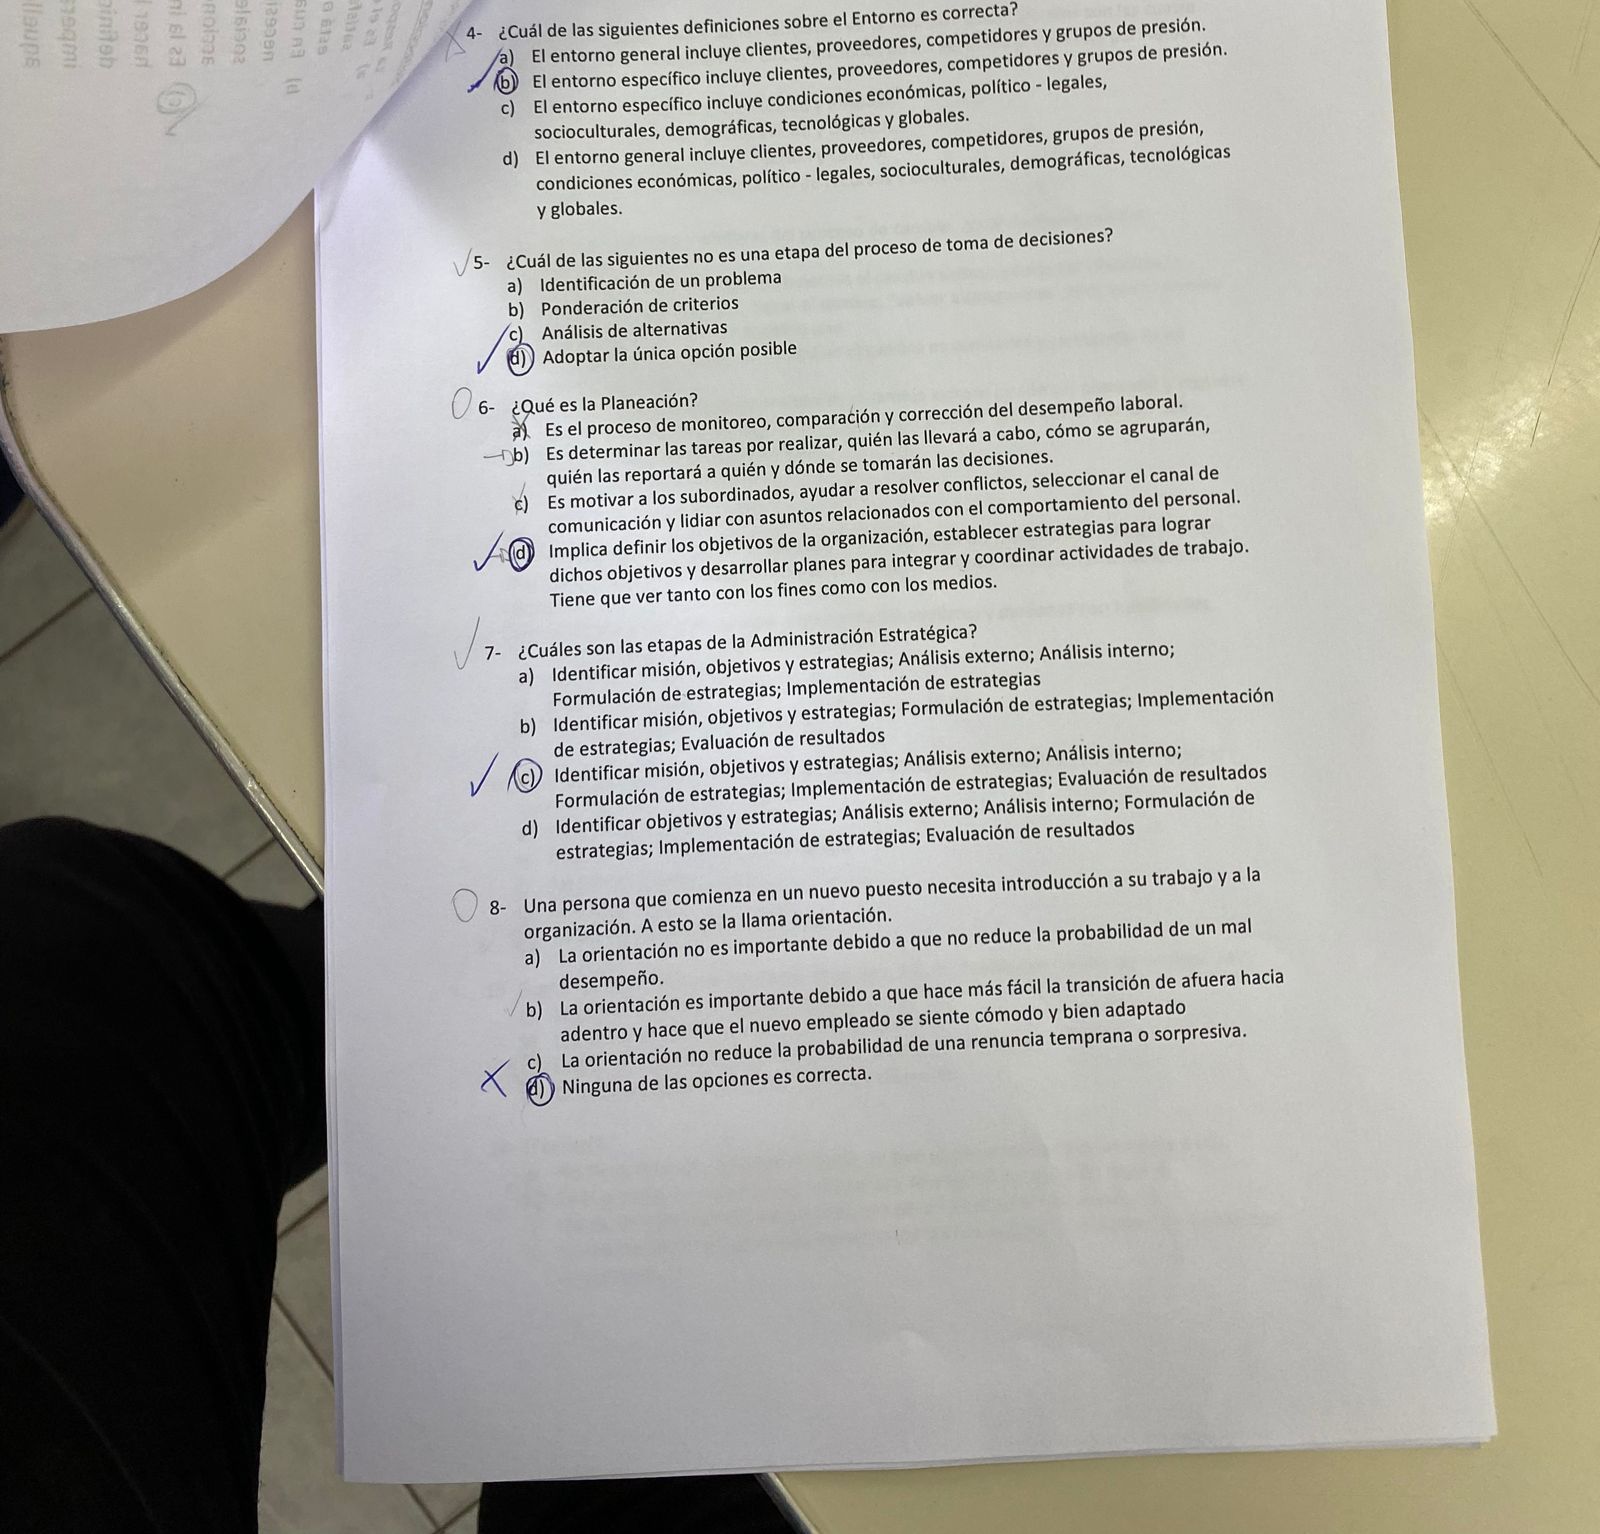 4- ¿Cuál de las siguientes definiciones sobre el Entorno es correcta?
a) El entorno general incluye clientes, proveedores, competidores y grupos de presión.
b) El entorno específico incluye clientes, proveedores, competidores y grupos de presión.
c) El entorno específico incluye condiciones económicas, político - legales,
socioculturales, demográficas, tecnológicas y globales.
d) El entorno general incluye clientes, proveedores, competidores, grupos de presión,
condiciones económicas, político - legales, socioculturales, demográficas, tecnológicas
y globales.
5- ¿Cuál de las siguientes no es una etapa del proceso de toma de decisiones?
a) Identificación de un problema
b) Ponderación de criterios
c) Análisis de alternativas
d) Adoptar la única opción posible
6- ¿Qué es la Planeación?
a) Es el proceso de monitoreo, comparación y corrección del desempeño laboral.
b) Es determinar las tareas por realizar, quién las llevará a cabo, cómo se agruparán,
quién las reportará a quién y dónde se tomarán las decisiones.
c) Es motivar a los subordinados, ayudar a resolver conflictos, seleccionar el canal de
comunicación y lidiar con asuntos relacionados con el comportamiento del personal.
d) Implica definir los objetivos de la organización, establecer estrategias para lograr
dichos objetivos y desarrollar planes para integrar y coordinar actividades de trabajo.
Tiene que ver tanto con los fines como con los medios.
7- ¿Cuáles son las etapas de la Administración Estratégica?
a) Identificar misión, objetivos y estrategias; Análisis externo; Análisis interno;
Formulación de estrategias; Implementación de estrategias
b) Identificar misión, objetivos y estrategias; Formulación de estrategias; Implementación
de estrategias; Evaluación de resultados
c) Identificar misión, objetivos y estrategias; Análisis externo; Análisis interno;
Formulación de estrategias; Implementación de estrategias; Evaluación de resultados
d) Identificar objetivos y estrategias; Análisis externo; Análisis interno; Formulación de
estrategias; Implementación de estrategias; Evaluación de resultados
8- Una persona que comienza en un nuevo puesto necesita introducción a su trabajo y a la
organización. A esto se la llama orientación.
a) La orientación no es importante debido a que no reduce la probabilidad de un mal
desempeño.
b) La orientación es importante debido a que hace más fácil la transición de afuera hacia
adentro y hace que el nuevo empleado se siente cómodo y bien adaptado
c) La orientación no reduce la probabilidad de una renuncia temprana o sorpresiva.
d) Ninguna de las opciones es correcta.